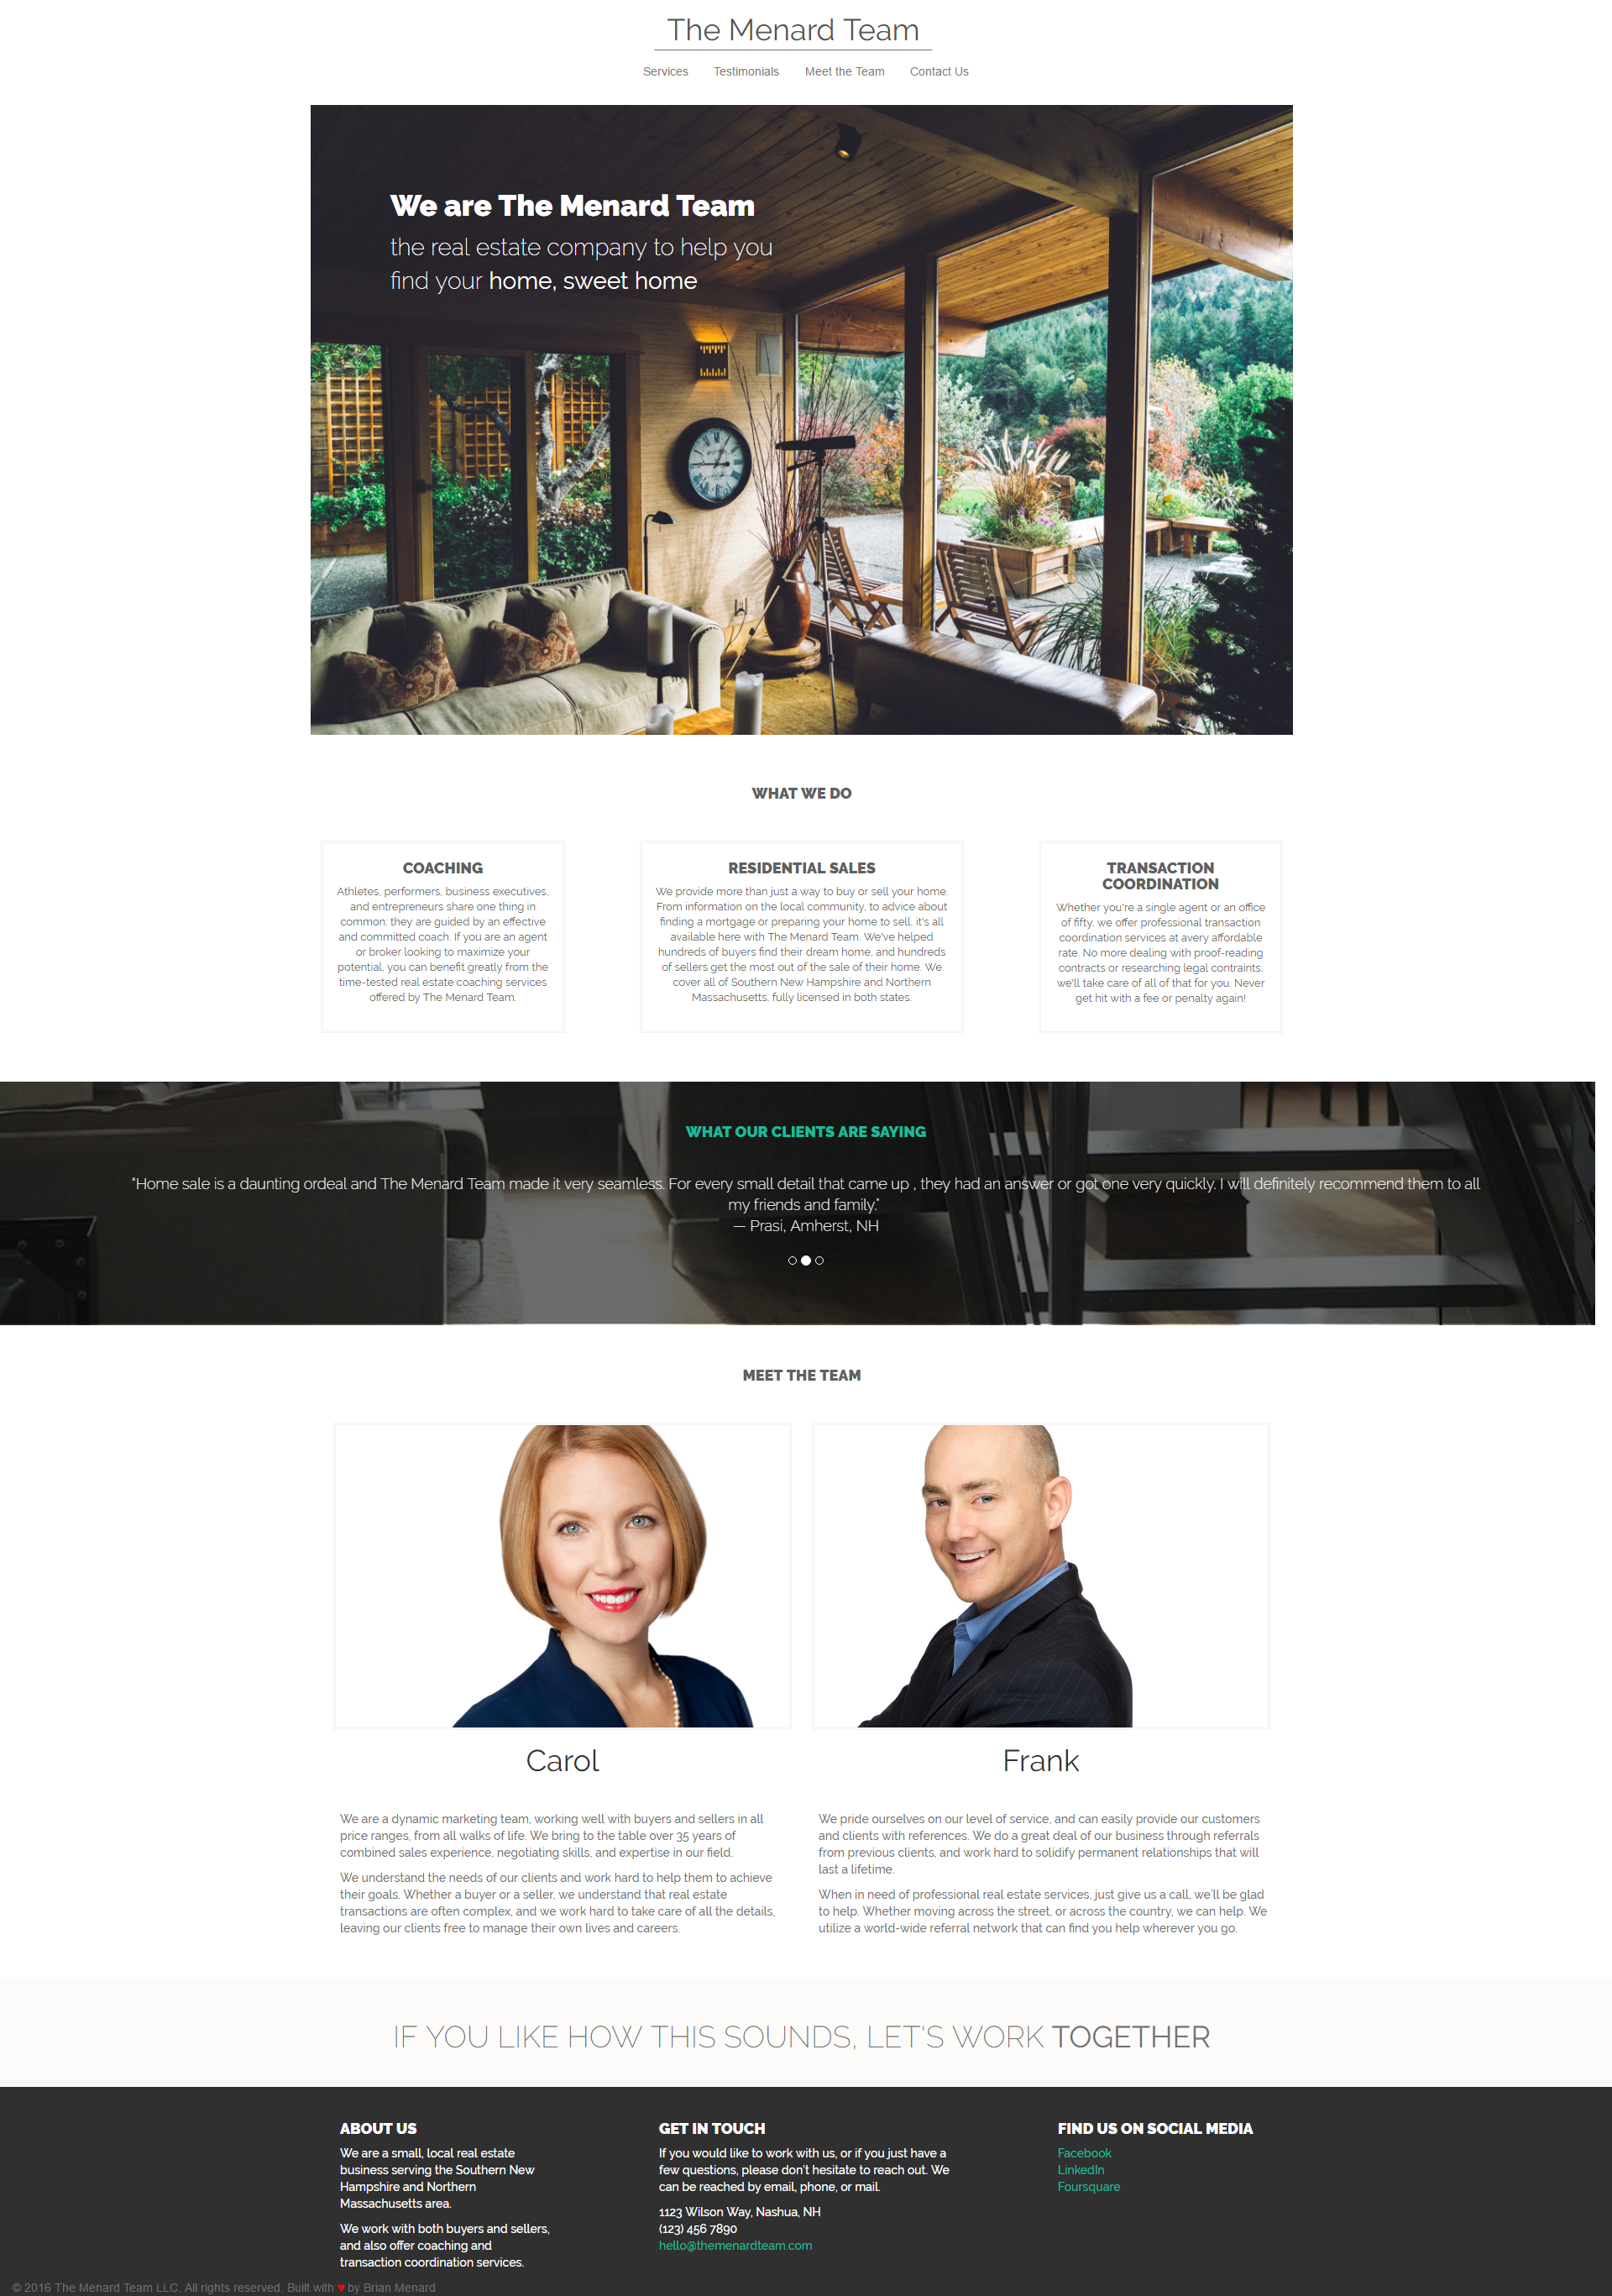 The Menard Team
Services Testimonials Meet the Team Contact Us
We are The Menard Team
the real estate company to help you
find your home, sweet home
WHAT WE DO
COACHING
Athletes, performers, business executives,
and entrepreneurs share one thing in
common: they are guided by an effective
and committed coach. If you are an agent
or broker looking to maximize your
potential, you can benefit greatly from the
time-tested real estate coaching services
offered by The Menard Team.
RESIDENTIAL SALES
We provide more than just a way to buy or sell your home.
From information on the local community, to advice about
finding a mortgage or preparing your home to sell, it's all
available here with The Menard Team. We've helped
hundreds of buyers find their dream home, and hundreds
of sellers get the most out of the sale of their home. We
cover all of Southern New Hampshire and Northern
Massachusetts, fully licensed in both states.
TRANSACTION
COORDINATION
Whether you're a single agent or an office
of fifty, we offer professional transaction
coordination services at avery affordable
rate. No more dealing with proof-reading
contracts or researching legal contraints;
we'll take care of all of that for you. Never
get hit with a fee or penalty again!
WHAT OUR CLIENTS ARE SAYING
"Home sale is a daunting ordeal and The Menard Team made it very seamless. For every small detail that came up , they had an answer or got one very quickly. I will definitely recommend them to all
my friends and family."
— Prasi, Amherst, NH
MEET THE TEAM
Carol
We are a dynamic marketing team, working well with buyers and sellers in all
price ranges, from all walks of life. We bring to the table over 35 years of
combined sales experience, negotiating skills, and expertise in our field.
We understand the needs of our clients and work hard to help them to achieve
their goals. Whether a buyer or a seller, we understand that real estate
transactions are often complex, and we work hard to take care of all the details,
leaving our clients free to manage their own lives and careers.
Frank
We pride ourselves on our level of service, and can easily provide our customers
and clients with references. We do a great deal of our business through referrals
from previous clients, and work hard to solidify permanent relationships that will
last a lifetime.
When in need of professional real estate services, just give us a call, we'll be glad
to help. Whether moving across the street, or across the country, we can help. We
utilize a world-wide referral network that can find you help wherever you go.
IF YOU LIKE HOW THIS SOUNDS, LET'S WORK TOGETHER
ABOUT US
We are a small, local real estate
business serving the Southern New
Hampshire and Northern
Massachusetts area.
We work with both buyers and sellers,
and also offer coaching and
transaction coordination services.
GET IN TOUCH
If you would like to work with us, or if you just have a
few questions, please don't hesitate to reach out. We
can be reached by email, phone, or mail.
1123 Wilson Way, Nashua, NH
(123) 456 7890
hello@themenardteam.com
FIND US ON SOCIAL MEDIA
Facebook
LinkedIn
Foursquare
© 2016 The Menard Team LLC. All rights reserved. Built with ♥ by Brian Menard